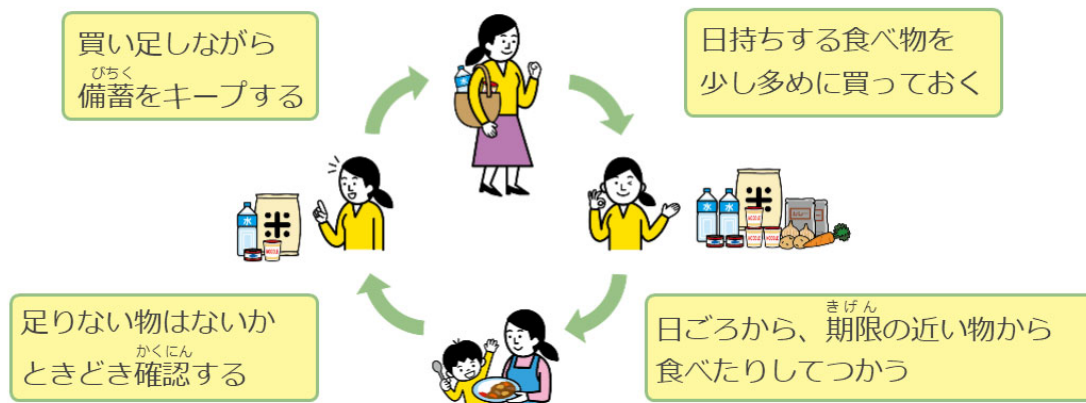 買い足しながら
びちく
備蓄をキープする
日持ちする食べ物を
少し多めに買っておく
水
米
水
米
足りない物はないか
かくにん
ときどき確認する
きげん
日ごろから、期限の近い物から
食べたりしてつかう